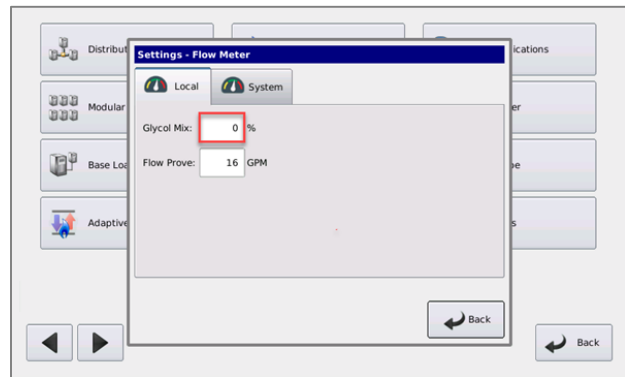 Distribut
ications
Settings - Flow Meter
Local
System
Modular
er
Glycol Mix: 0 %
Base Loa
Flow Prove: 16 GPM
pe
Adaptive
s
Back
Back